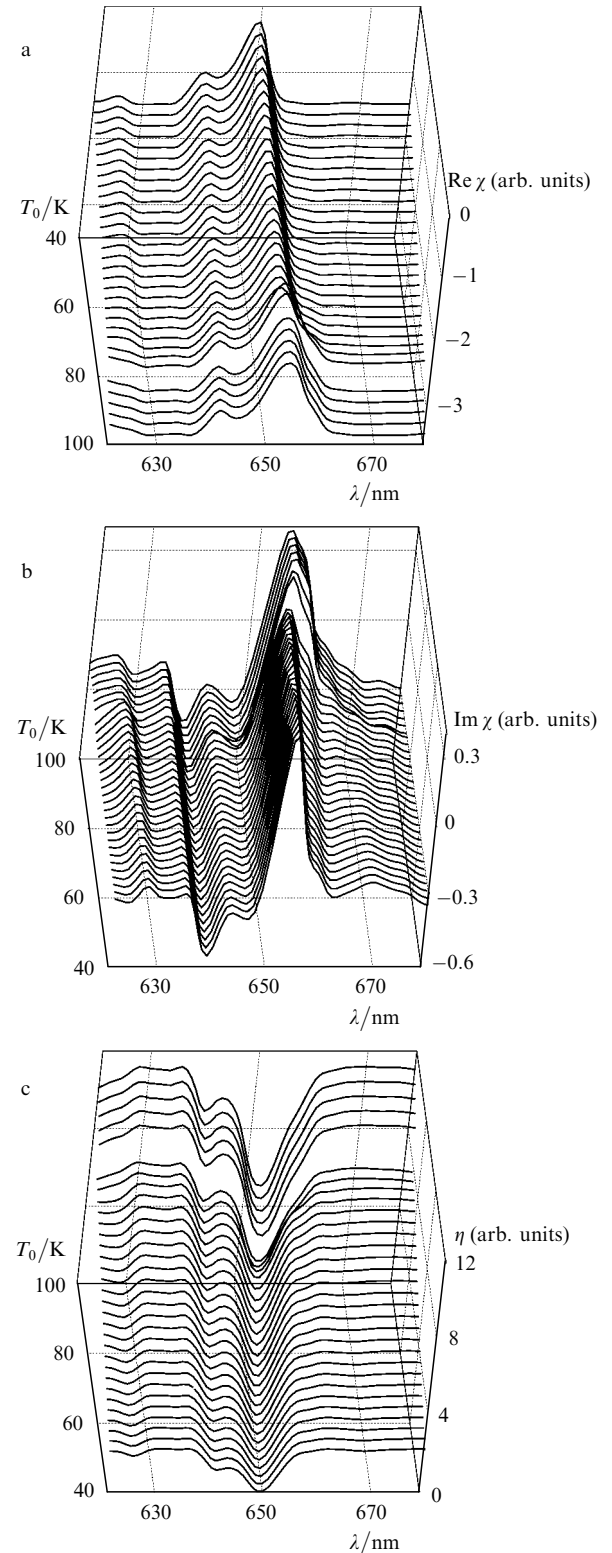 a
Re χ (arb. units)
T₀/K
0
40
−1
60
−2
80
−3
100
630
650
670
λ/nm
b
T₀/K
Im χ (arb. units)
100
0.3
80
0
60
−0.3
40
−0.6
630
650
670
λ/nm
c
η (arb. units)
T₀/K
12
100
8
80
4
60
40
0
630
650
670
λ/nm